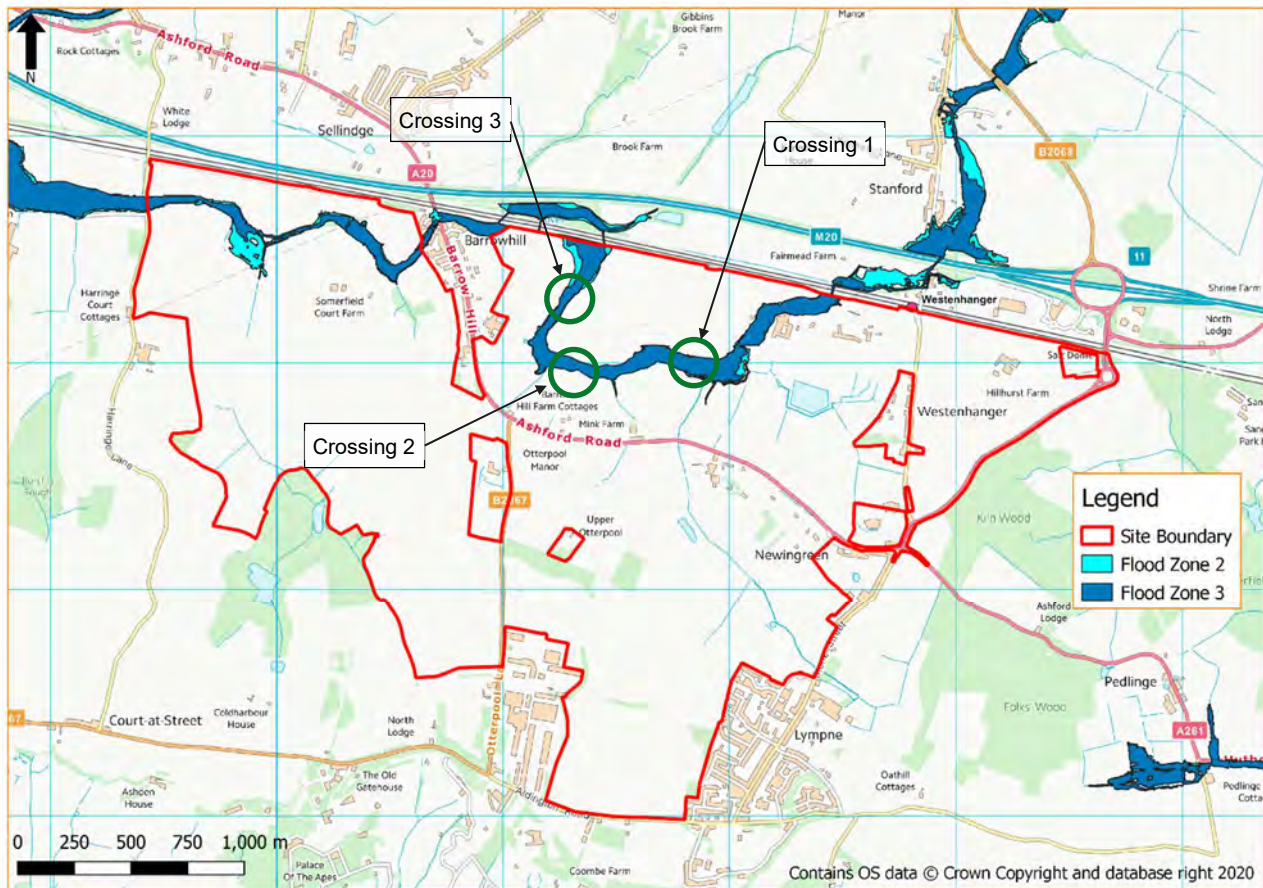 Gibbins
Brook Farm
Manor
Rock Cottages
Ashford Road
N
White
Lodge
Crossing 3
Sellindge
Crossing 1
House
Brook Farm
B2068
A20
Stanford
Barrowhill
M20
11
Fairmead Farm
Shrine Farm
Harringe
Court
Cottages
Somerfield
Court Farm
Barrow Hill
Westenhanger
North
Lodge
Hillhurst Farm
Hill Farm Cottages
Westenhanger
Mink Farm
Crossing 2
Ashford Road
Otterpool
Manor
Harringe
Lane
Upper
Otterpool
Kiln Wood
Legend
Site Boundary
Flood Zone 2
Flood Zone 3
Newingreen
Ashford
Lodge
Pedlinge
Folks Wood
Court-at-Street
Coldharbour
House
North
Lodge
Lympne
A261
The Old
Gatehouse
Ashden
House
Oathill
Cottages
Pedlinge
0 250 500 750 1,000 m
Palace
Of The Apes
Coombe Farm
Contains OS data © Crown Copyright and database right 2020